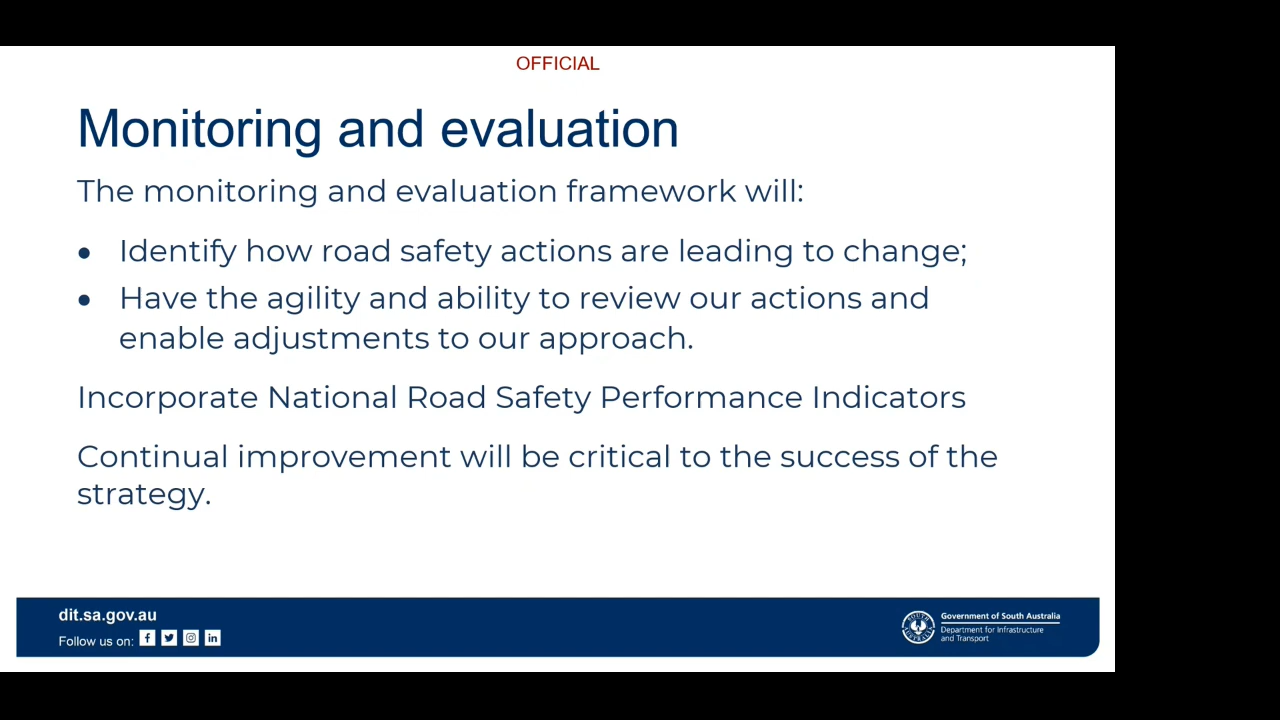 OFFICIAL
Monitoring and evaluation
The monitoring and evaluation framework will:
• Identify how road safety actions are leading to change;
• Have the agility and ability to review our actions and
enable adjustments to our approach.
Incorporate National Road Safety Performance Indicators
Continual improvement will be critical to the success of the
strategy.
dit.sa.gov.au
Follow us on:
Government of South Australia
Department for Infrastructure
and Transport